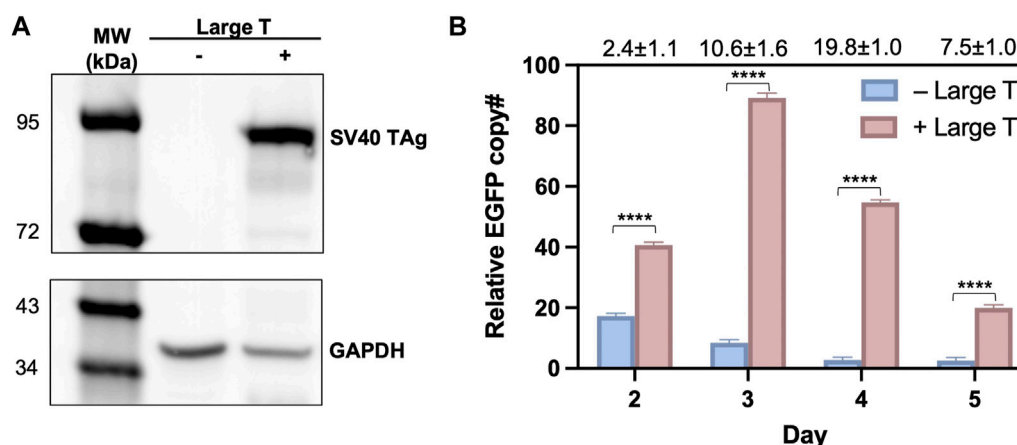 A
MW
(kDa)
Large T
- +
95
SV40 TAg
72
43
GAPDH
34
B
2.4±1.1 10.6±1.6 19.8±1.0 7.5±1.0
Relative EGFP copy#
100
80
60
40
20
0
– Large T
+ Large T
**** **** **** ****
2 3 4 5
Day